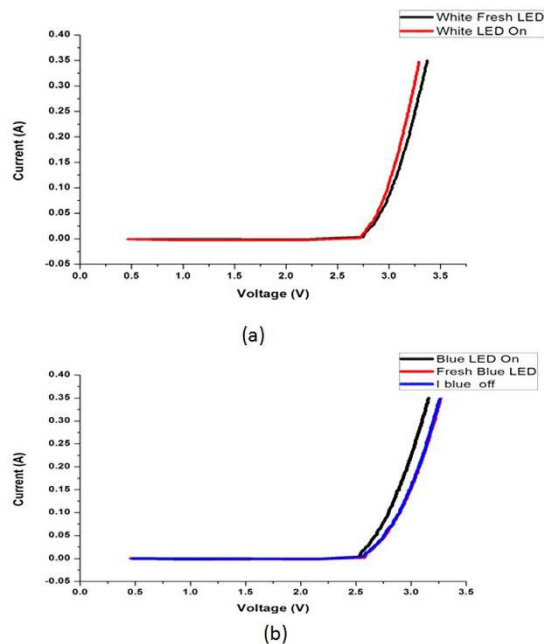 White Fresh LED
White LED On
0.40
0.35
0.30
0.25
0.20
0.15
0.10
0.05
0.00
-0.05
Current (A)
0.0 0.5 1.0 1.5 2.0 2.5 3.0 3.5
Voltage (V)
(a)
Blue LED On
Fresh Blue LED
I blue off
0.40
0.35
0.30
0.25
0.20
0.15
0.10
0.05
0.00
-0.05
Current (A)
0.0 0.5 1.0 1.5 2.0 2.5 3.0 3.5
Voltage (V)
(b)